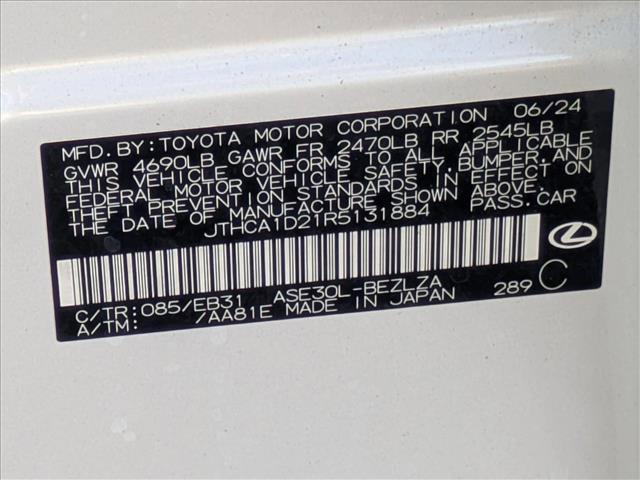 MFD.BY:TOYOTA MOTOR CORPORATION 06/24
GVWR 4690LB GAWR FR 2470LB RR 2545LB
THIS VEHICLE CONFORMS TO ALL APPLICABLE
FEDERAL MOTOR VEHICLE SAFETY,BUMPER,AND
THEFT PREVENTION STANDARDS IN EFFECT ON
THE DATE OF MANUFACTURE SHOWN ABOVE.
JTHCA1D21R5131884 PASS.CAR
C/TR:085/EB31 ASE30L-BEZLZA 289 C
A/TM: /AA81E MADE IN JAPAN